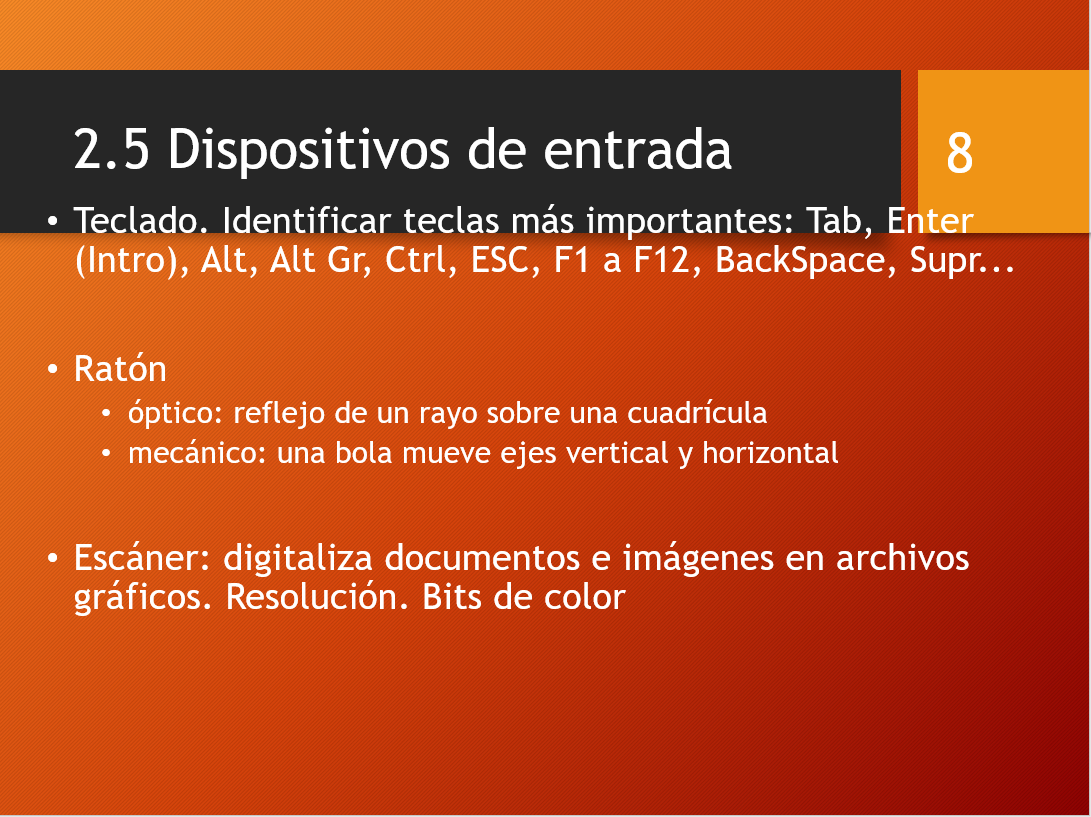 2.5 Dispositivos de entrada
8
• Teclado. Identificar teclas más importantes: Tab, Enter
(Intro), Alt, Alt Gr, Ctrl, ESC, F1 a F12, BackSpace, Supr...
• Ratón
• óptico: reflejo de un rayo sobre una cuadrícula
• mecánico: una bola mueve ejes vertical y horizontal
• Escáner: digitaliza documentos e imágenes en archivos
gráficos. Resolución. Bits de color